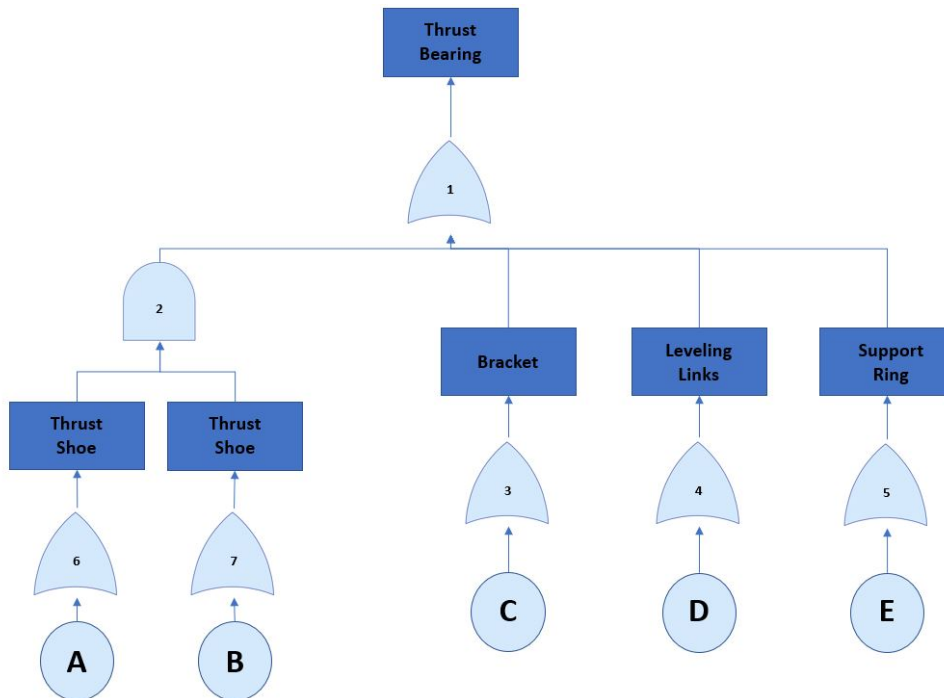 Thrust
Bearing
1
2
Bracket
Leveling
Links
Support
Ring
Thrust
Shoe
Thrust
Shoe
3
4
5
6
7
C
D
E
A
B